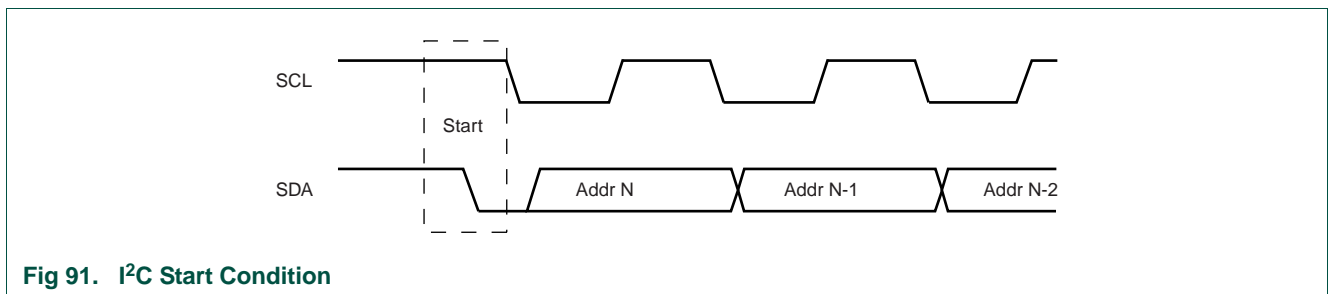 SCL
Start
SDA
Addr N
Addr N-1
Addr N-2
Fig 91. I²C Start Condition